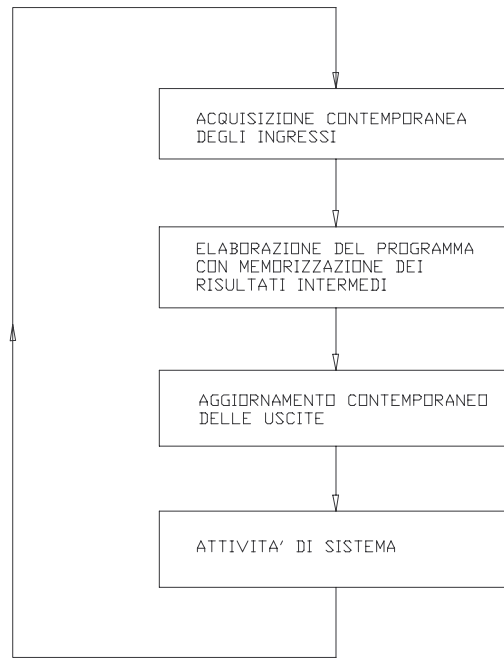 ACQUISIZIONE CONTEMPORANEA
DEGLI INGRESSI
ELABORAZIONE DEL PROGRAMMA
CON MEMORIZZAZIONE DEI
RISULTATI INTERMEDI
AGGIORNAMENTO CONTEMPORANEO
DELLE USCITE
ATTIVITA' DI SISTEMA